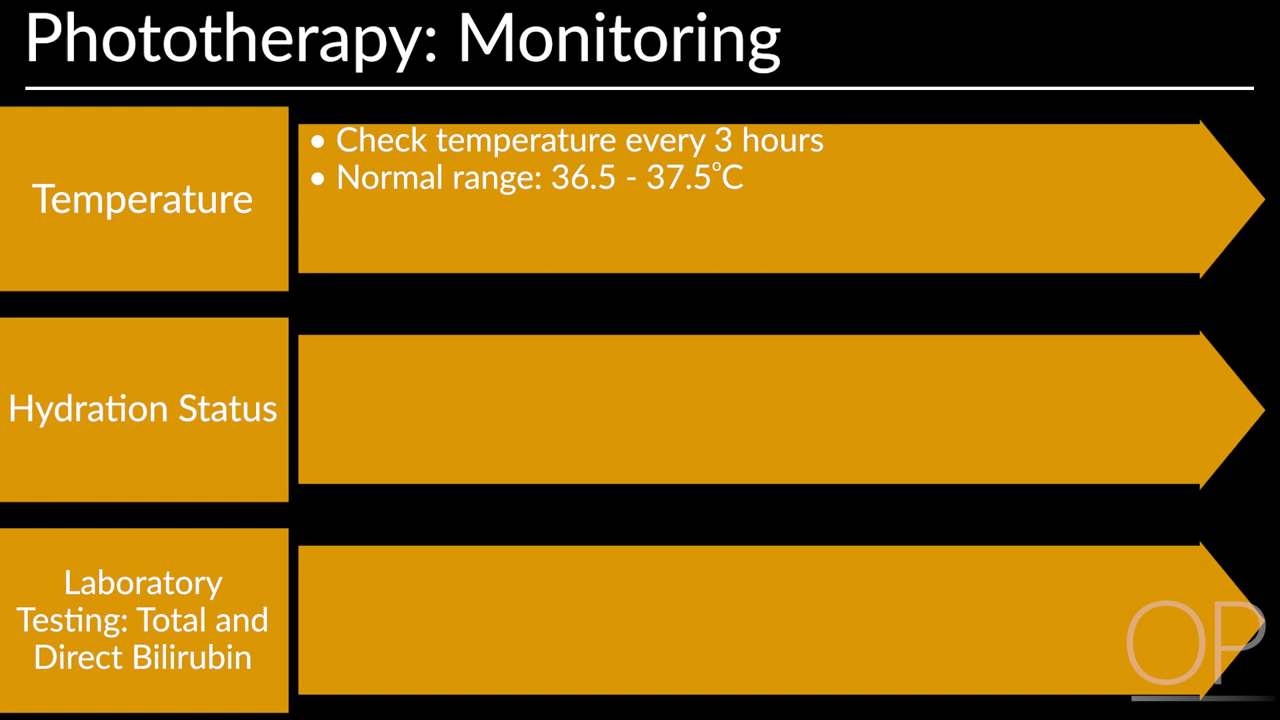 Phototherapy: Monitoring
Temperature
• Check temperature every 3 hours
• Normal range: 36.5 - 37.5°C
Hydration Status
Laboratory
Testing: Total and
Direct Bilirubin
OP